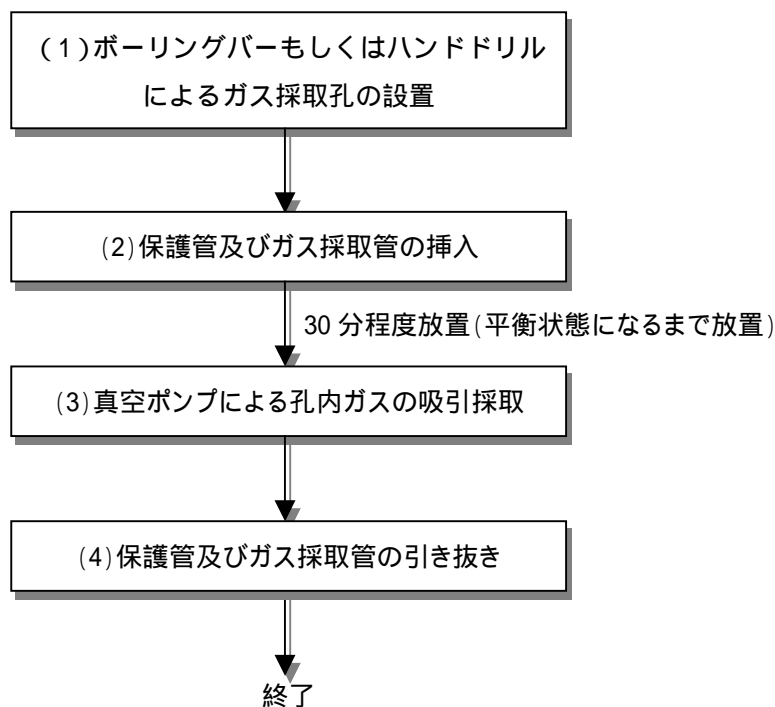 (1)ボーリングバーもしくはハンドドリル
によるガス採取孔の設置
(2)保護管及びガス採取管の挿入
30 分程度放置(平衡状態になるまで放置)
(3)真空ポンプによる孔内ガスの吸引採取
(4)保護管及びガス採取管の引き抜き
終了